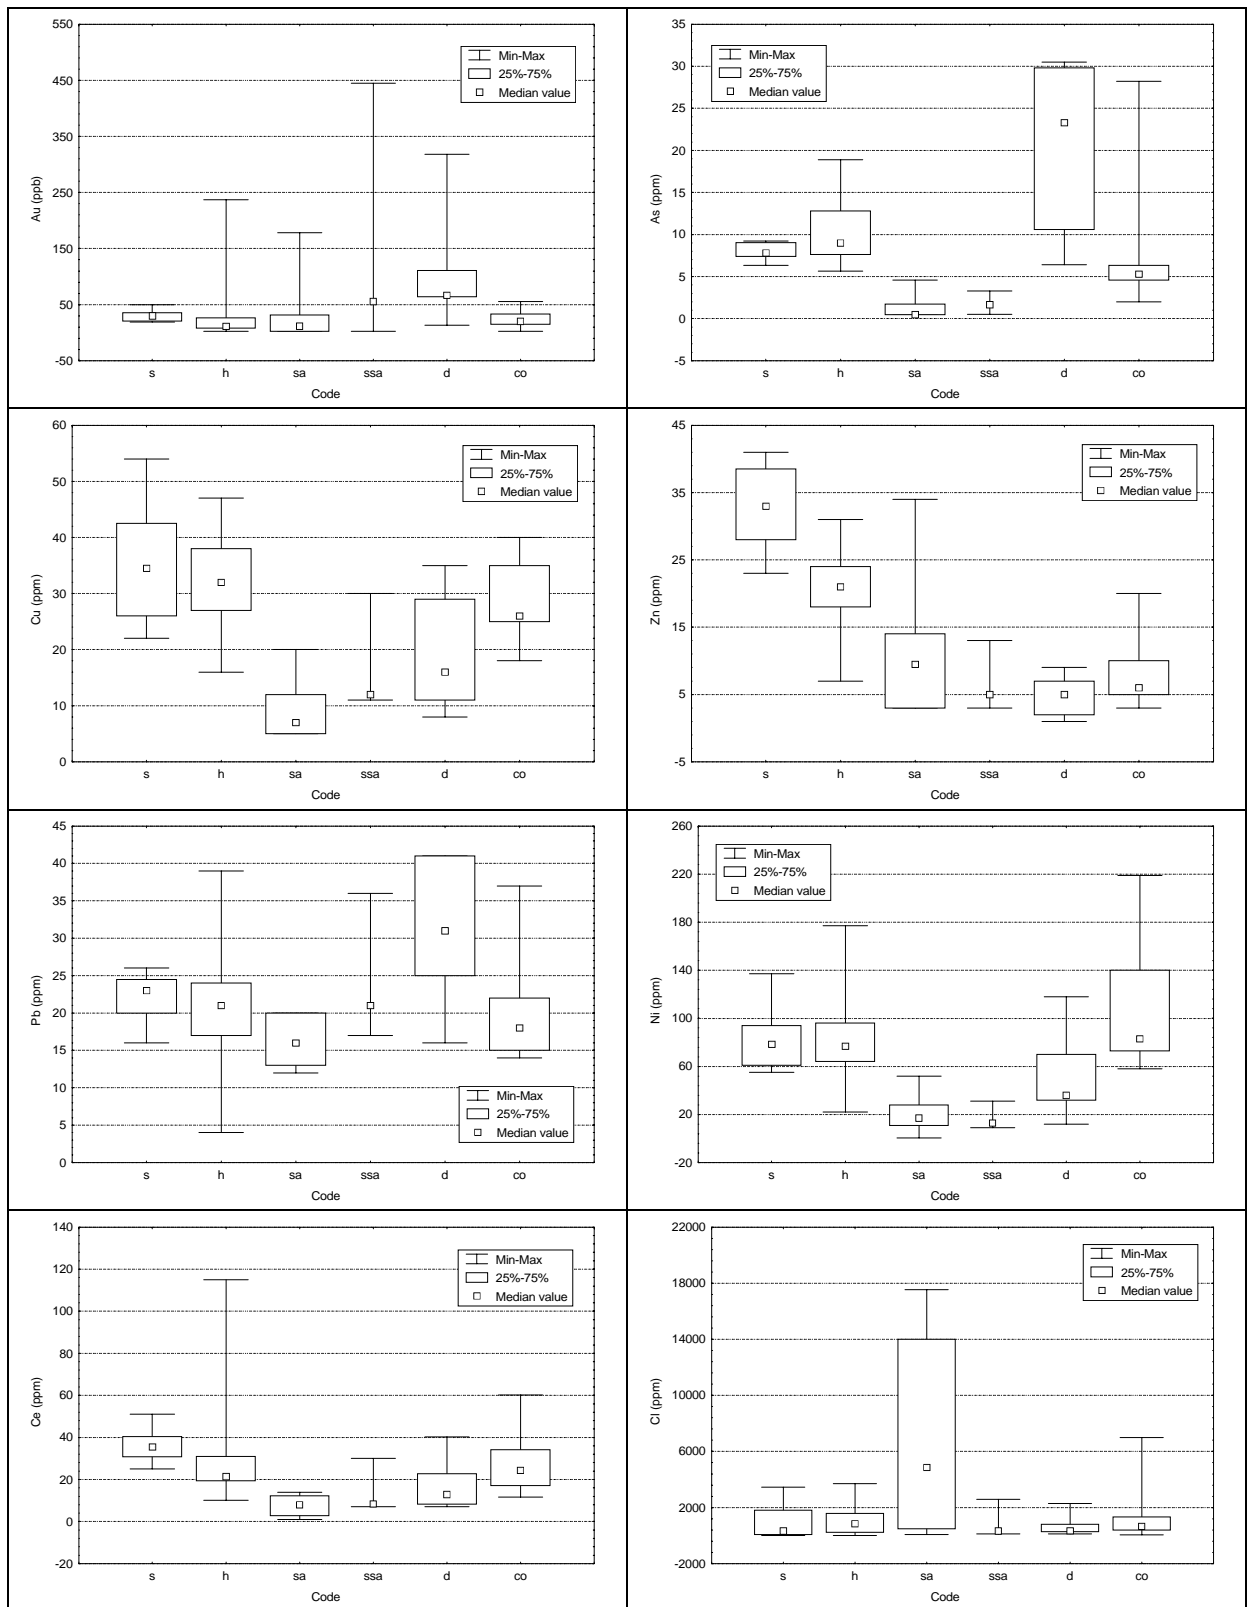 550
450
350
250
150
50
-50
Au (ppb)
s h sa ssa d co
Code
Min-Max
25%-75%
Median value
35
30
25
20
15
10
5
0
-5
As (ppm)
s h sa ssa d co
Code
Min-Max
25%-75%
Median value
60
50
40
30
20
10
0
Cu (ppm)
s h sa ssa d co
Code
Min-Max
25%-75%
Median value
45
35
25
15
5
-5
Zn (ppm)
s h sa ssa d co
Code
Min-Max
25%-75%
Median value
45
40
35
30
25
20
15
10
5
0
Pb (ppm)
s h sa ssa d co
Code
Min-Max
25%-75%
Median value
260
220
180
140
100
60
20
-20
Ni (ppm)
s h sa ssa d co
Code
Min-Max
25%-75%
Median value
140
120
100
80
60
40
20
0
-20
Ce (ppm)
s h sa ssa d co
Code
Min-Max
25%-75%
Median value
22000
18000
14000
10000
6000
2000
-2000
Cl (ppm)
s h sa ssa d co
Code
Min-Max
25%-75%
Median value